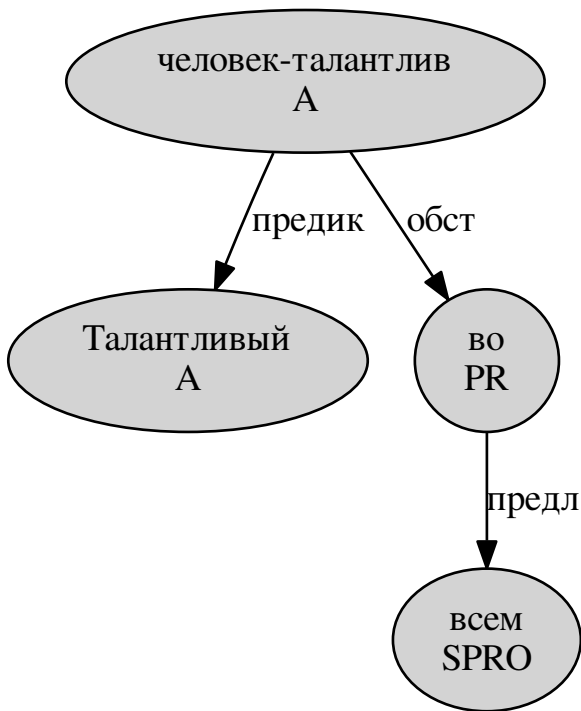 человек-талантлив
A
предик
обст
Талантливый
A
во
PR
предл
всем
SPRO